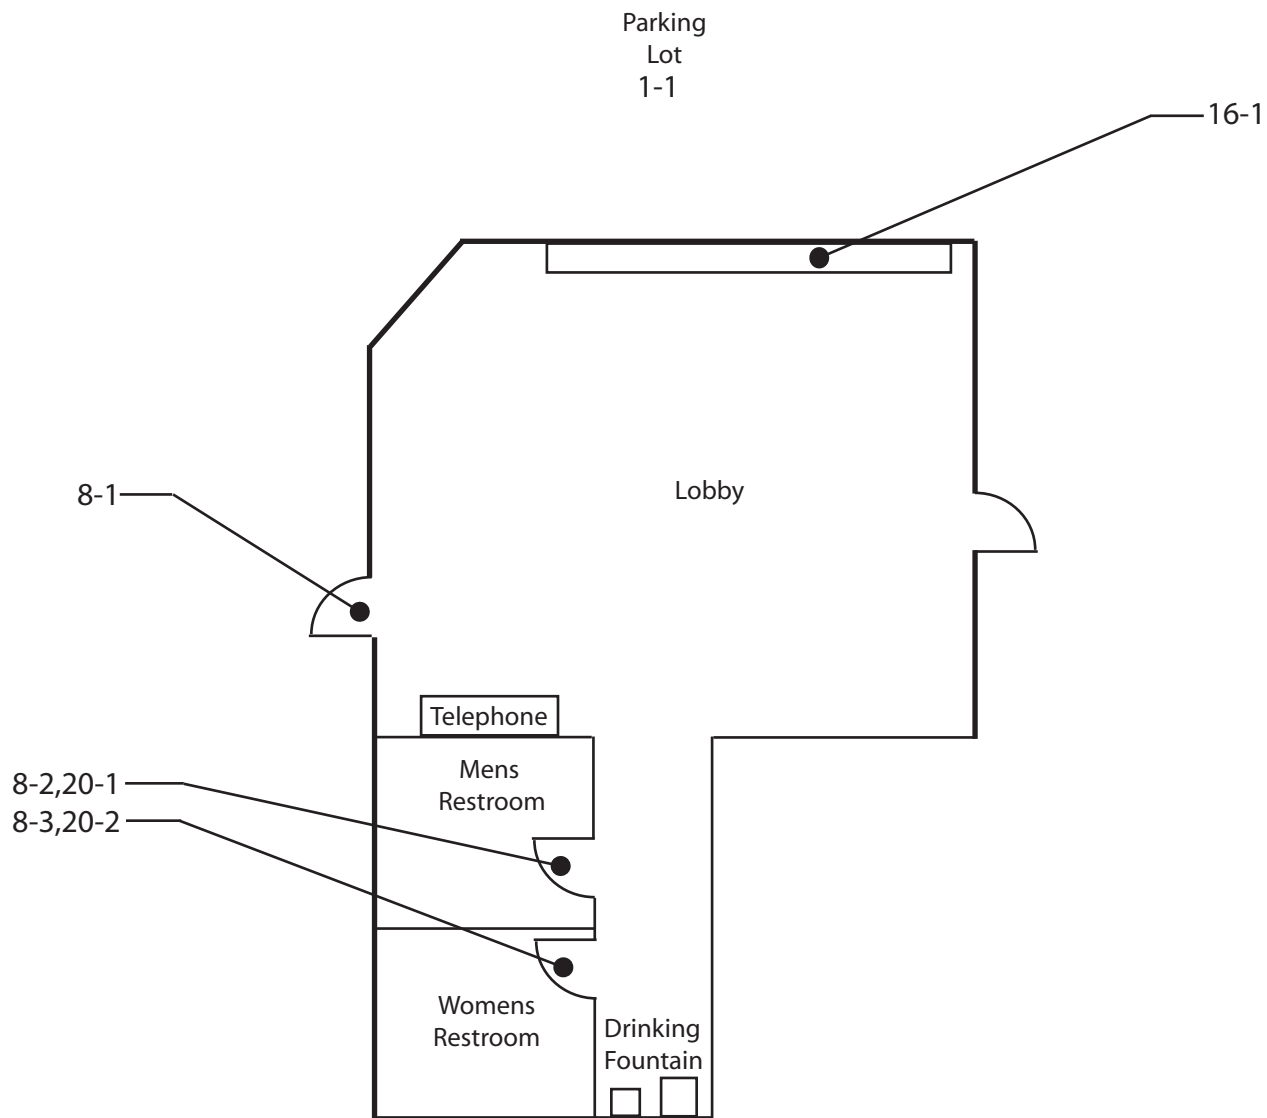 Parking
Lot
1-1
16-1
8-1
Lobby
Telephone
Mens
Restroom
8-2,20-1
8-3,20-2
Womens
Restroom
Drinking
Fountain